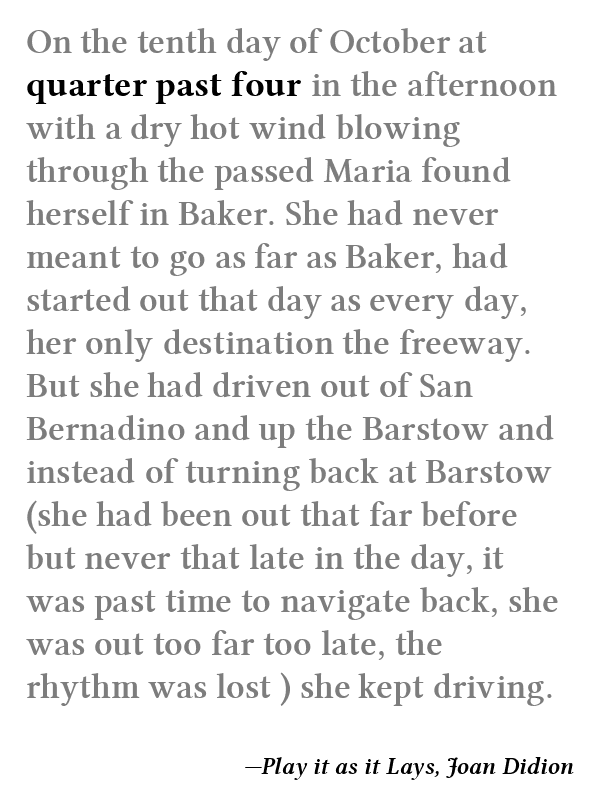 On the tenth day of October at
quarter past four in the afternoon
with a dry hot wind blowing
through the passed Maria found
herself in Baker. She had never
meant to go as far as Baker, had
started out that day as every day,
her only destination the freeway.
But she had driven out of San
Bernadino and up the Barstow and
instead of turning back at Barstow
(she had been out that far before
but never that late in the day, it
was past time to navigate back, she
was out too far too late, the
rhythm was lost ) she kept driving.
—Play it as it Lays, Joan Didion